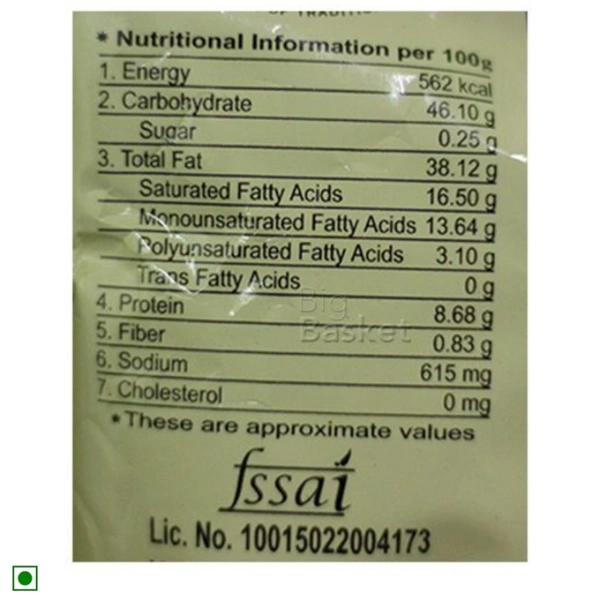 * Nutritional Information per 100g
1. Energy 562 kcal
2. Carbohydrate 46.10 g
Sugar 0.25 g
3. Total Fat 38.12 g
Saturated Fatty Acids 16.50 g
Monounsaturated Fatty Acids 13.64 g
Polyunsaturated Fatty Acids 3.10 g
Trans Fatty Acids 0 g
4. Protein 8.68 g
5. Fiber 0.83 g
6. Sodium 615 mg
7. Cholesterol 0 mg
*These are approximate values
fssai
Lic. No. 10015022004173
Big
Basket